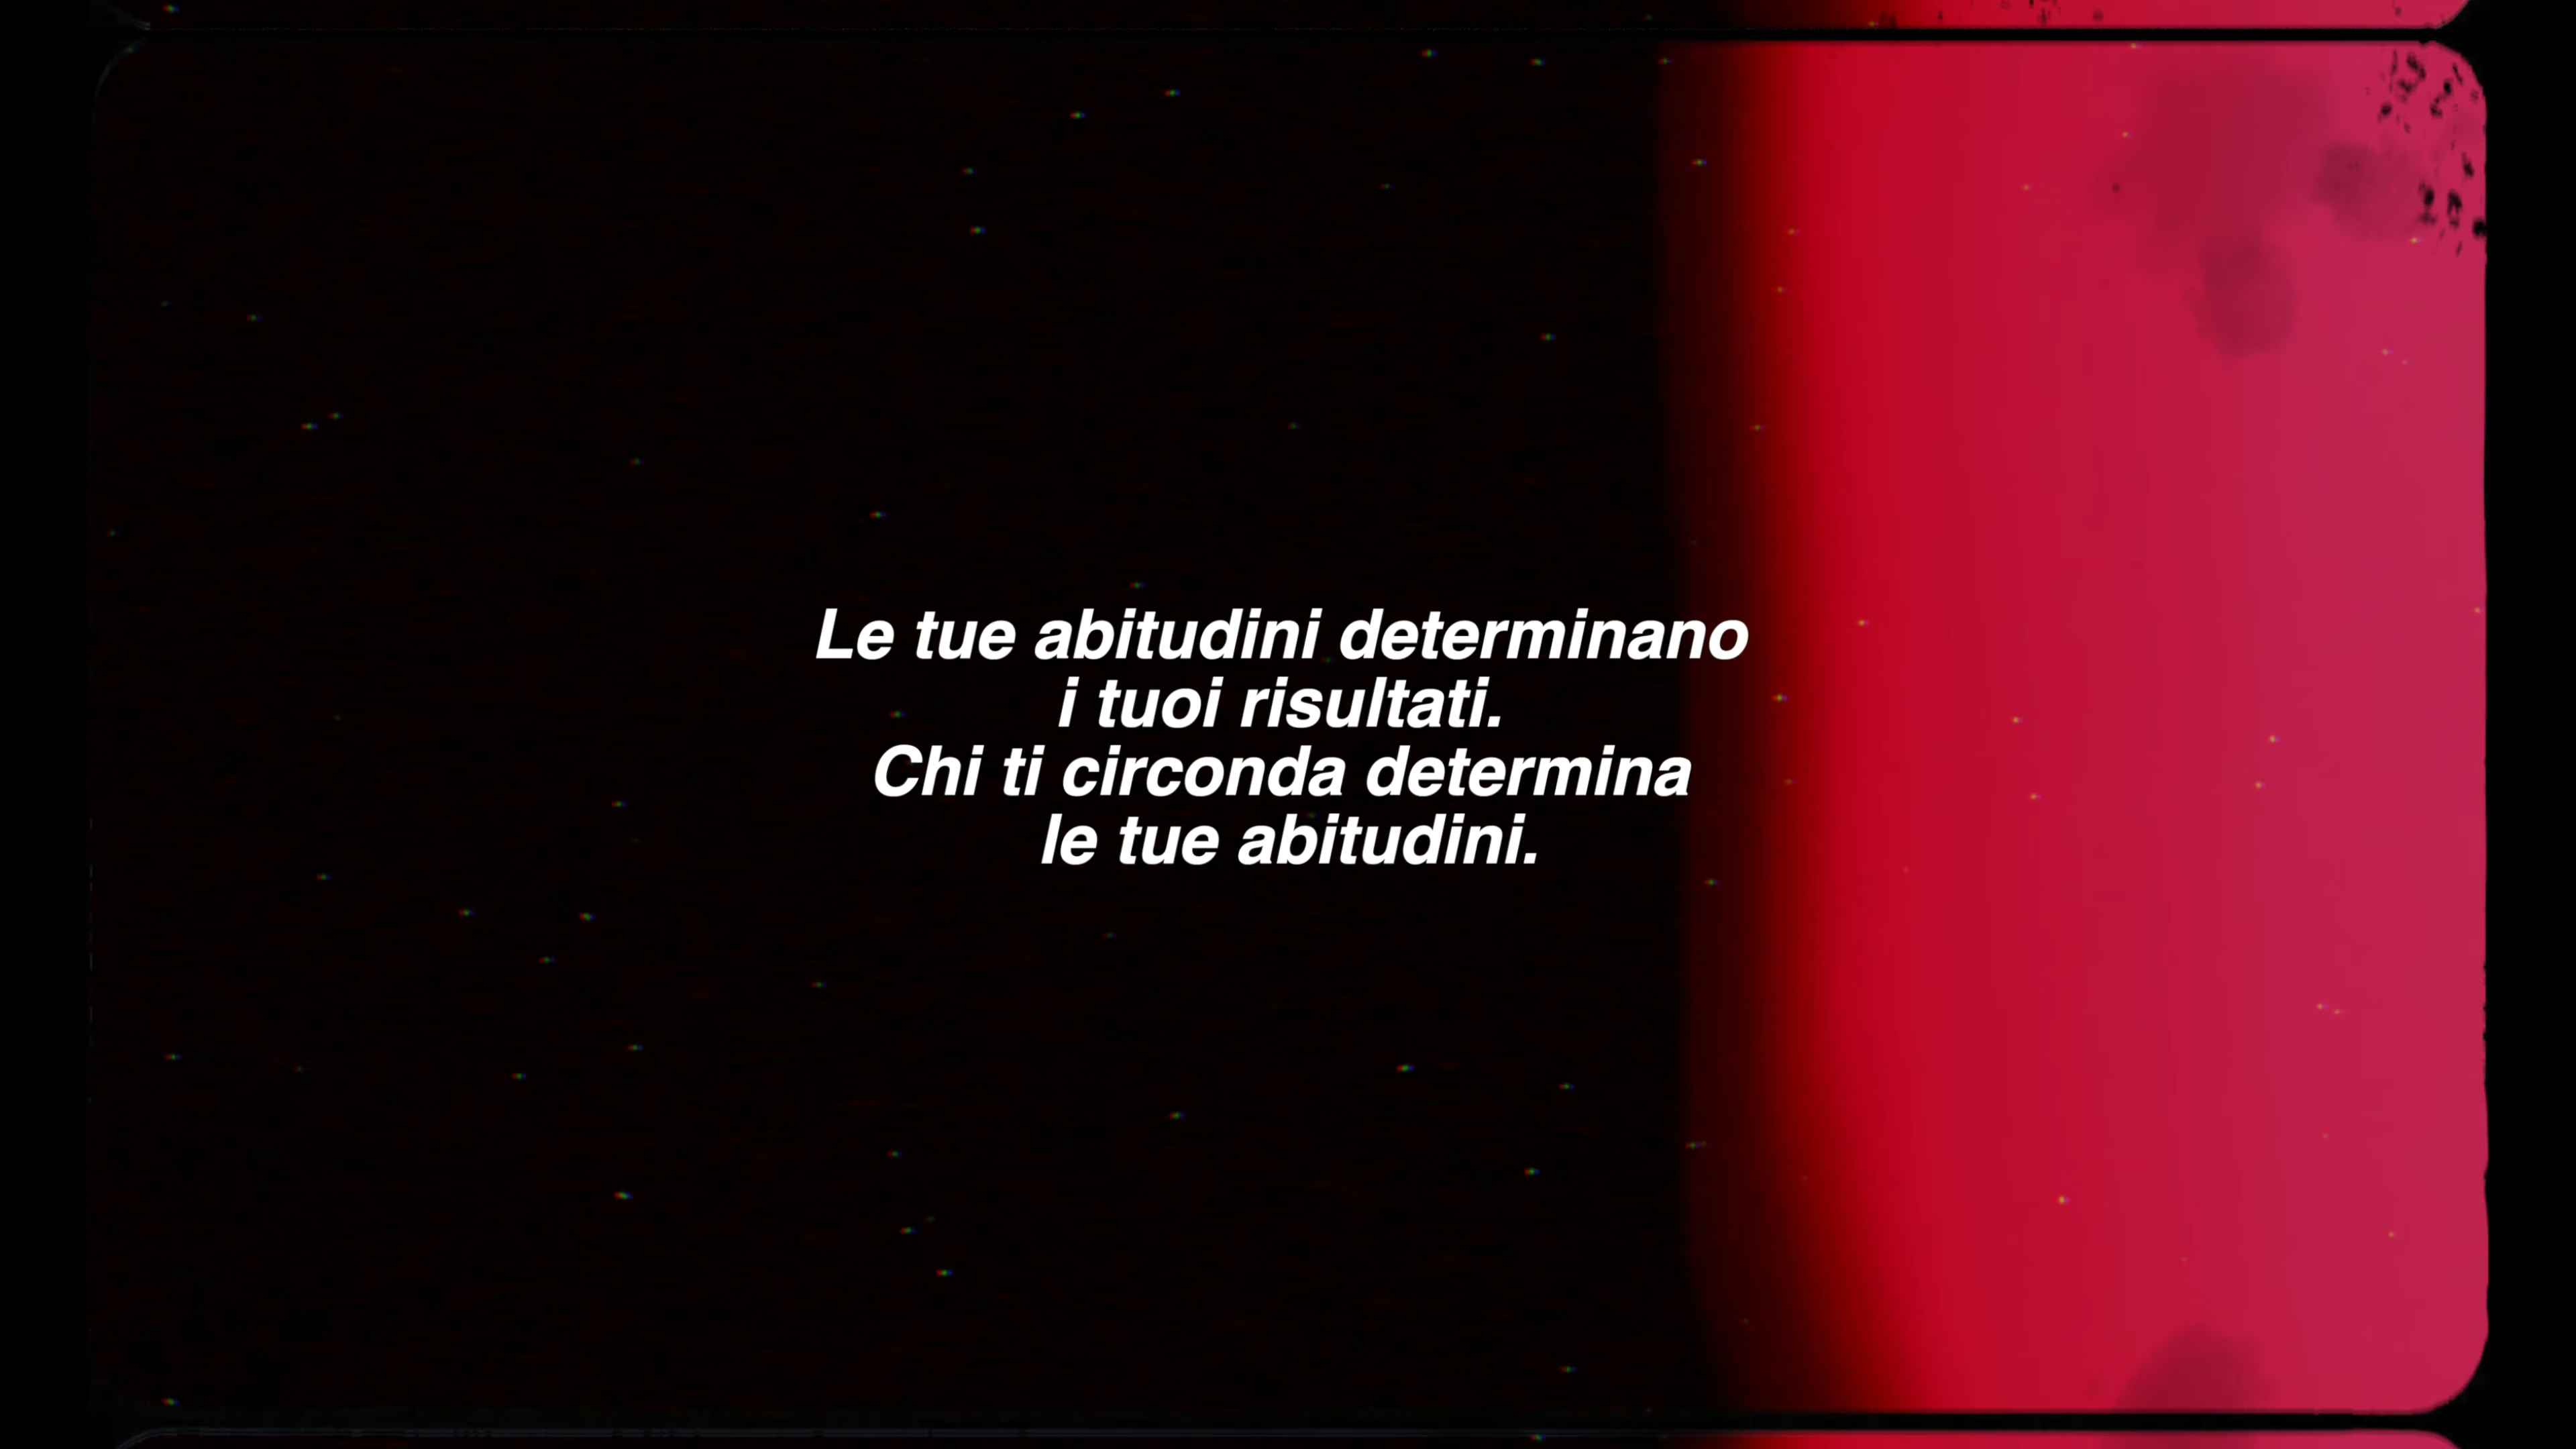 Le tue abitudini determinano
i tuoi risultati.
Chi ti circonda determina
le tue abitudini.